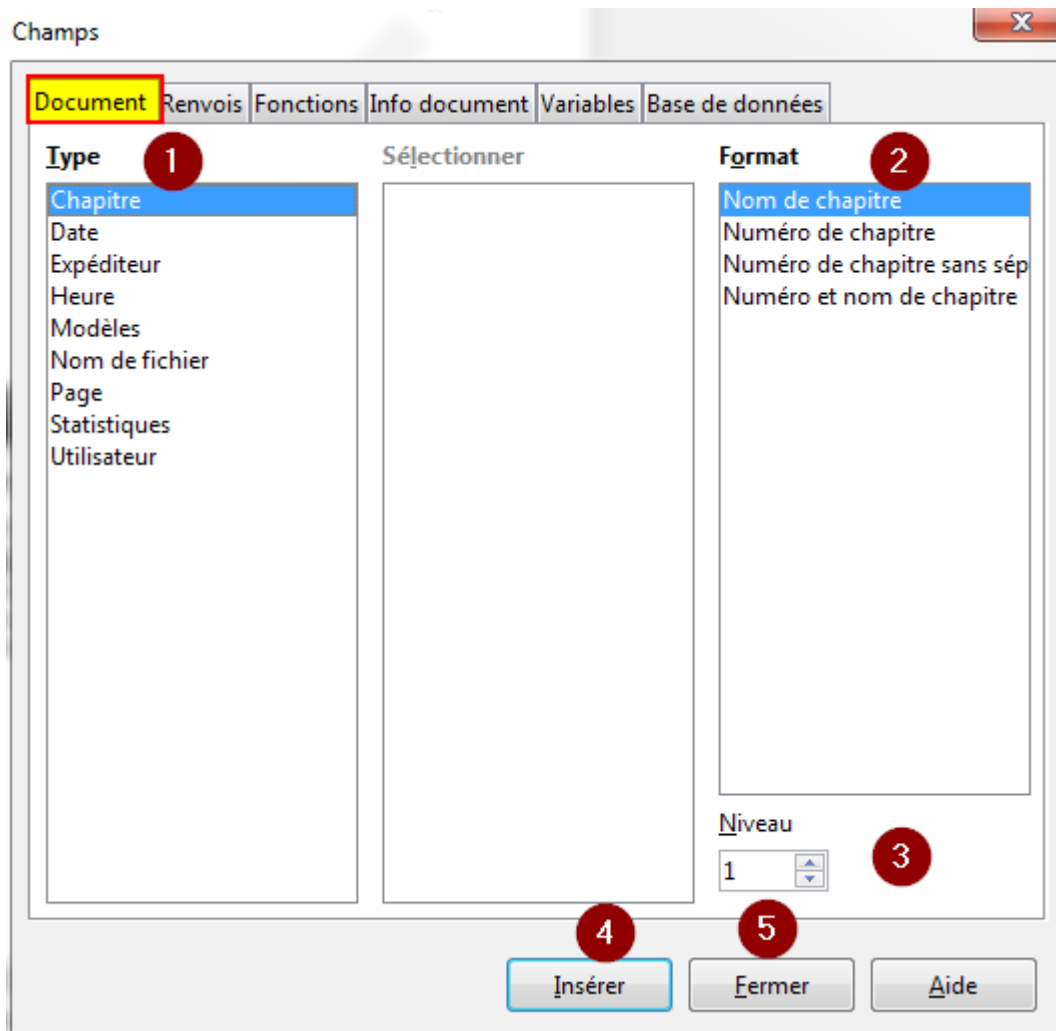 Champs
Document Renvois Fonctions Info document Variables Base de données
Type 1 Sélectionner Format 2
Chapitre
Date
Expéditeur
Heure
Modèles
Nom de fichier
Page
Statistiques
Utilisateur
Nom de chapitre
Numéro de chapitre
Numéro de chapitre sans sép
Numéro et nom de chapitre
Niveau
1
3
4 5
Insérer Fermer Aide